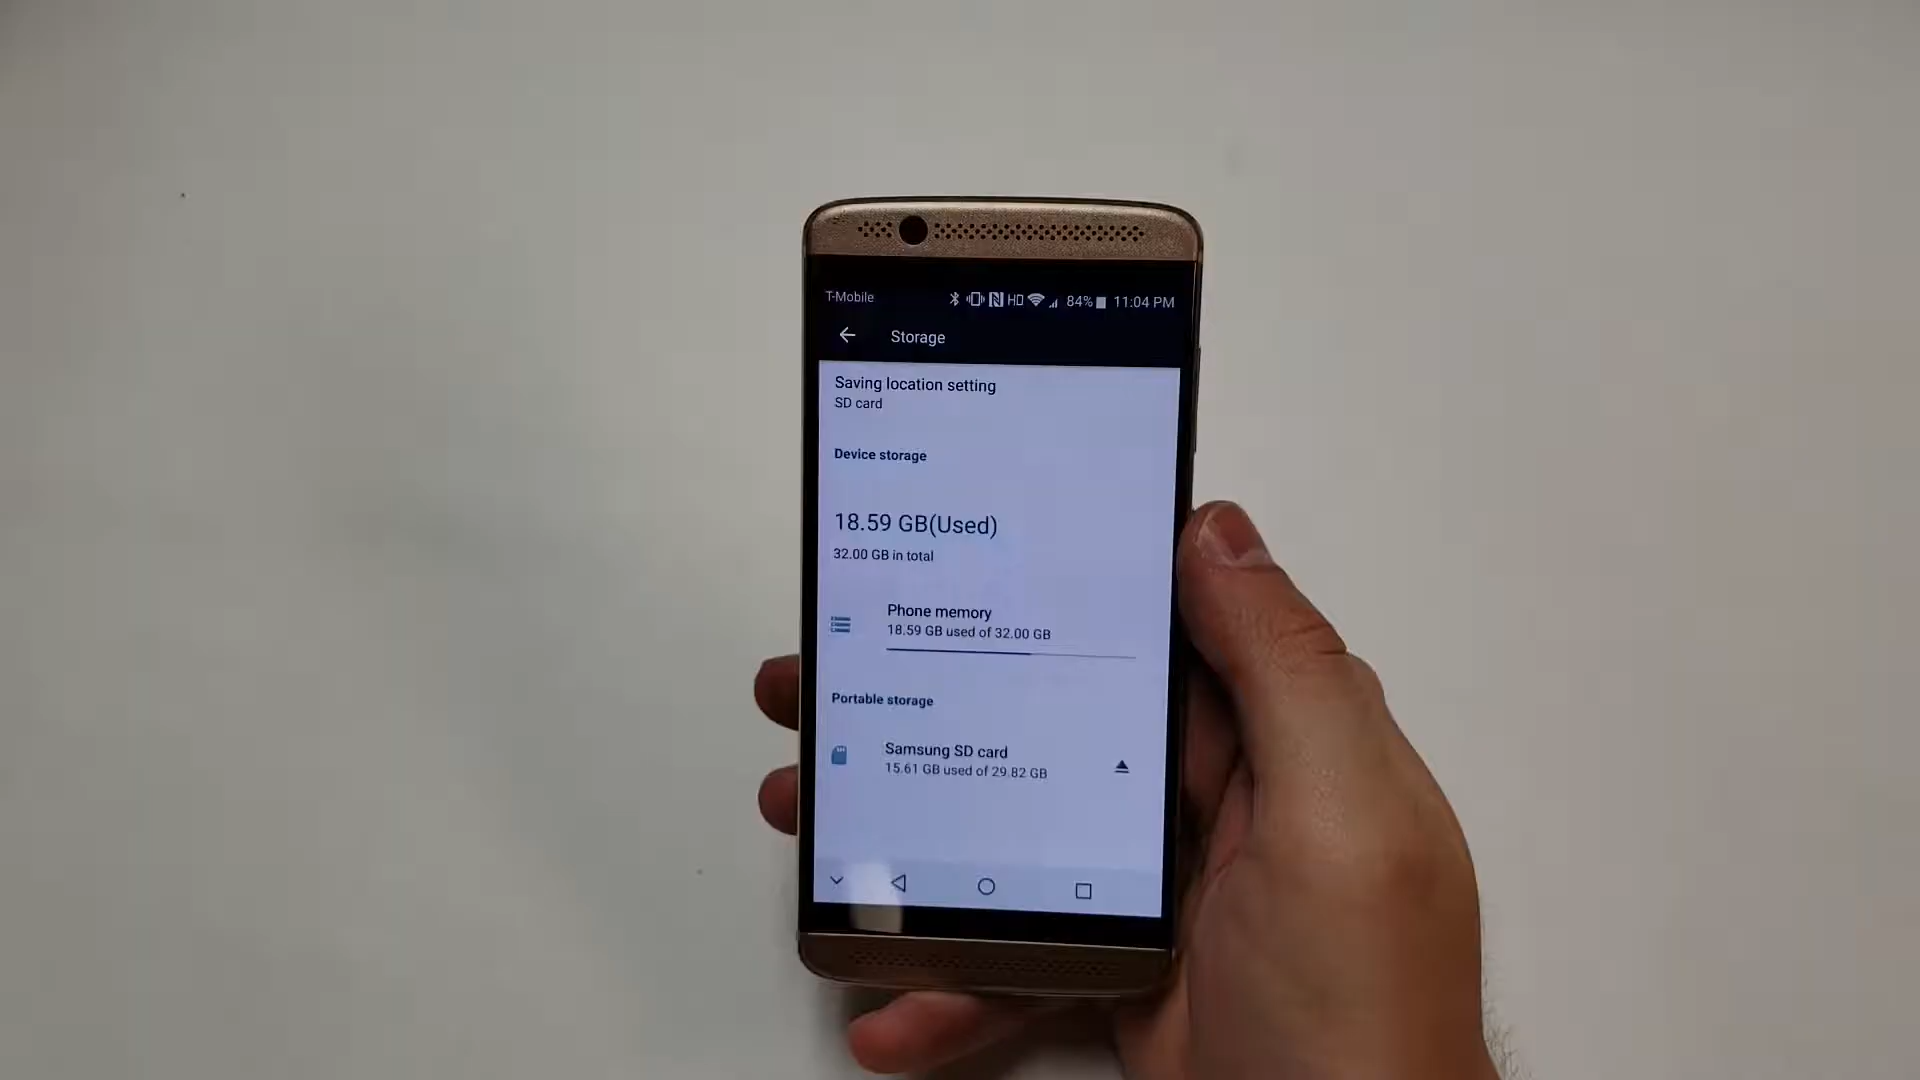 T-Mobile HD 84% 11:04 PM
Storage
Saving location setting
SD card
Device storage
18.59 GB(Used)
32.00 GB in total
Phone memory
18.59 GB used of 32.00 GB
Portable storage
Samsung SD card
15.61 GB used of 29.82 GB